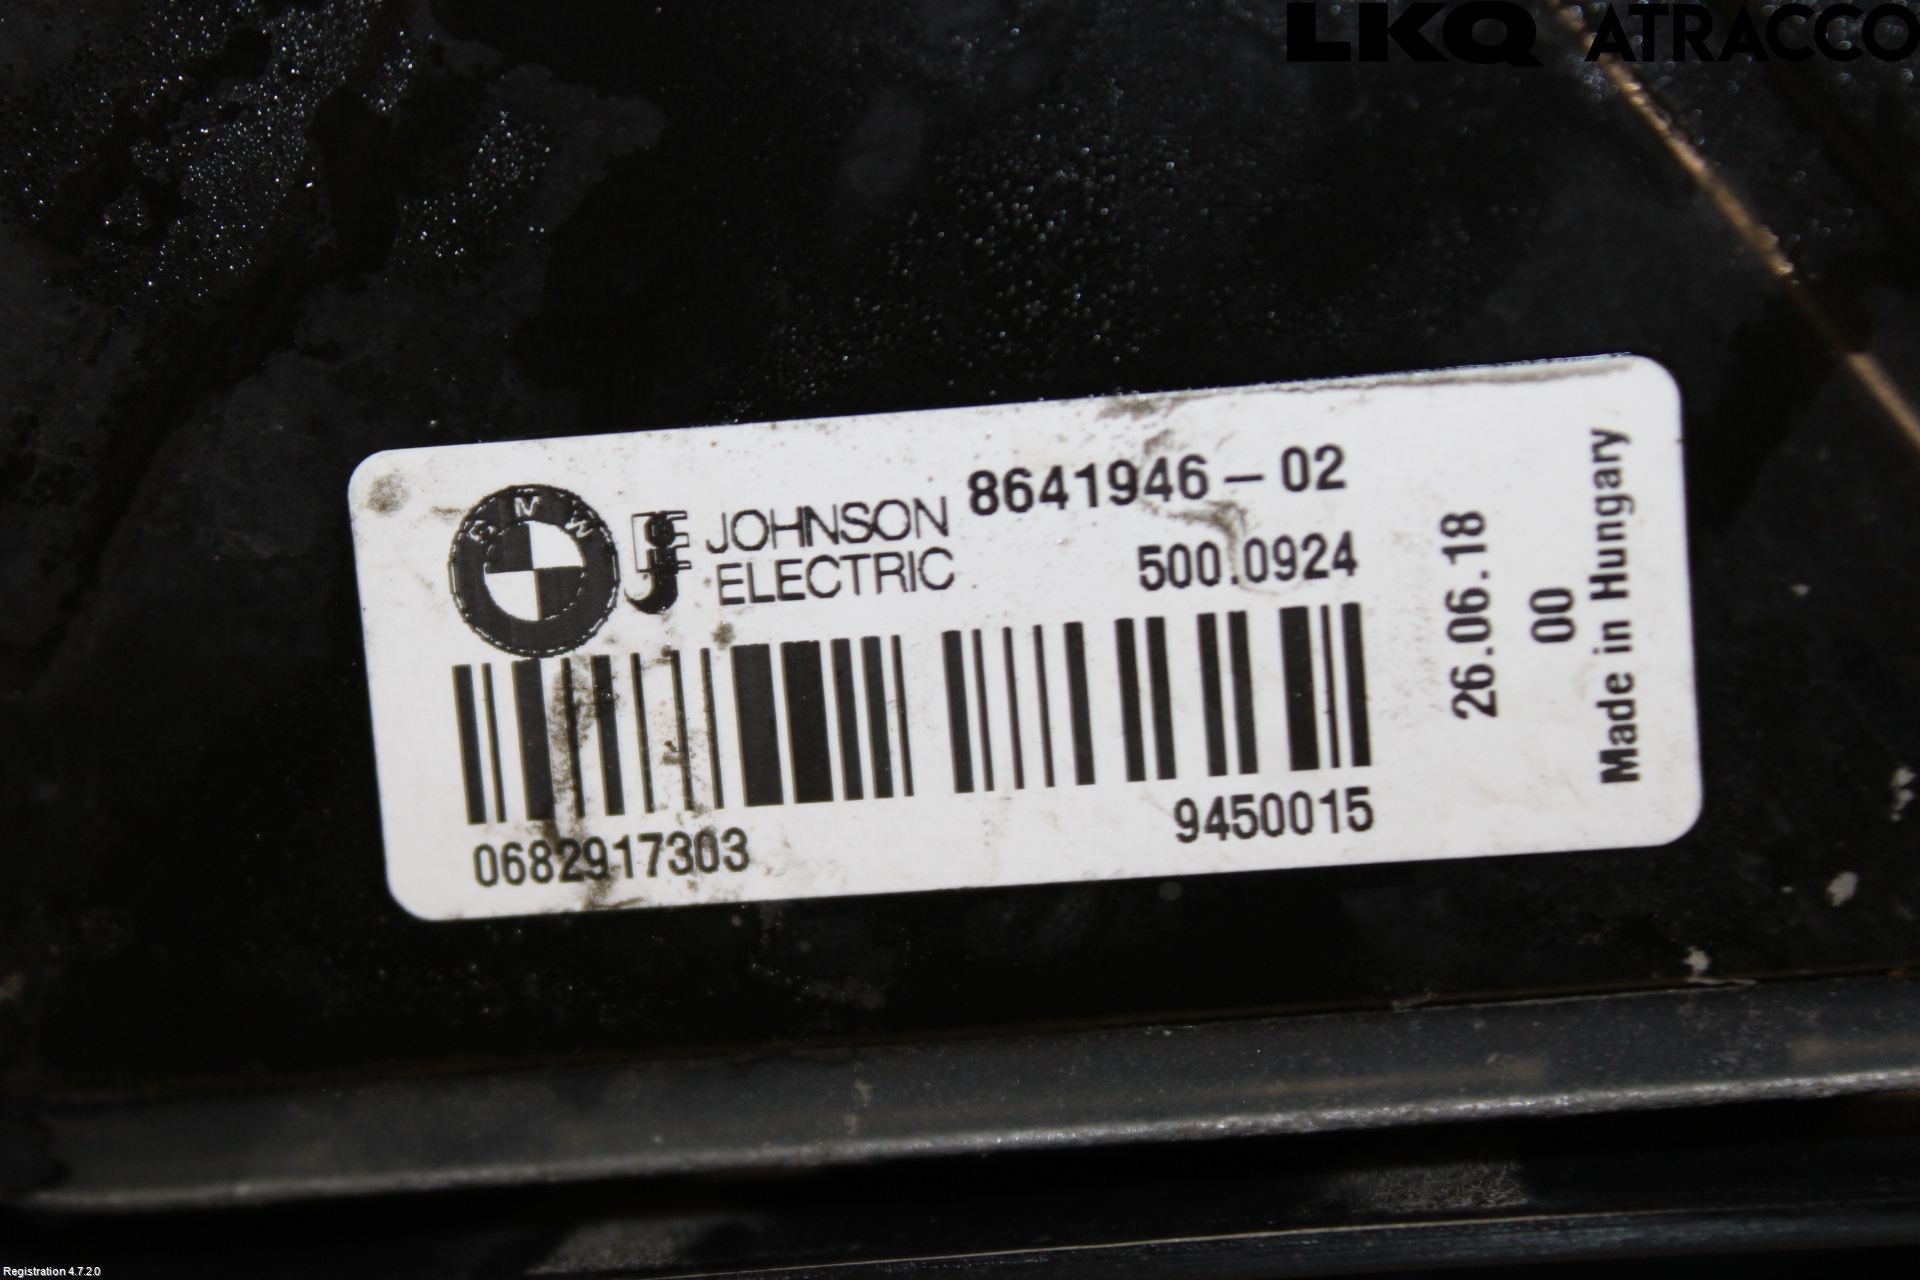 LKQ ATRACCO
BMW
JOHNSON
ELECTRIC
8641946-02
500.0924
0682917303
9450015
26.06.18
00
Made in Hungary
Registration 4.7.2.0